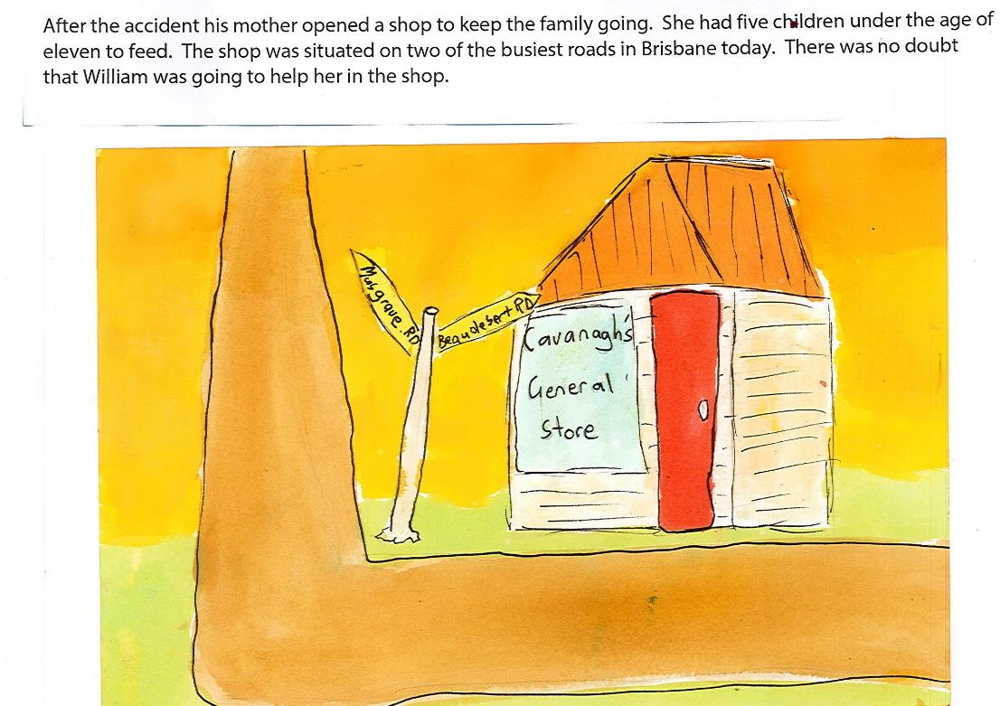 After the accident his mother opened a shop to keep the family going.  She had five children under the age of
eleven to feed.  The shop was situated on two of the busiest roads in Brisbane today.  There was no doubt
that William was going to help her in the shop.
Musgrave. RD
Beaudesert RD
Cavanagh's
General
Store